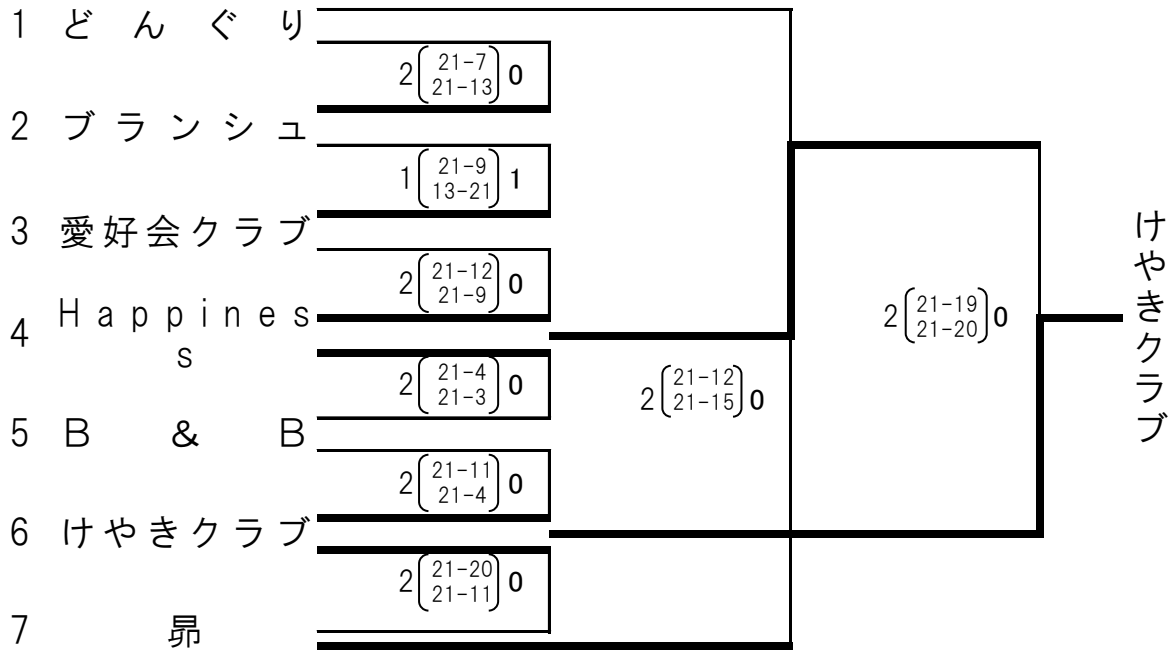 1 どんぐり
2 ( 21-7 ) 0
21-13
2 ブランシュ
1 ( 21-9 ) 1
13-21
3 愛好会クラブ
2 ( 21-12 ) 0
21-9
4 Happines
s
2 ( 21-4 ) 0
21-3
5 B & B
2 ( 21-11 ) 0
21-4
6 けやきクラブ
2 ( 21-20 ) 0
21-11
7 昴
2 ( 21-12 ) 0
21-15
2 ( 21-19 ) 0
21-20
けやきクラブ